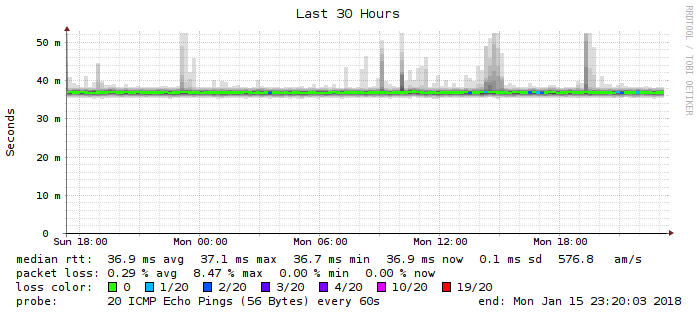 Last 30 Hours
RRDTOOL / TOBI OETIKER
Seconds
50 m
40 m
30 m
20 m
10 m
0
Sun 18:00 Mon 00:00 Mon 06:00 Mon 12:00 Mon 18:00
median rtt: 36.9 ms avg 37.1 ms max 36.7 ms min 36.9 ms now 0.1 ms sd 576.8 am/s
packet loss: 0.29 % avg 8.47 % max 0.00 % min 0.00 % now
loss color: 0 1/20 2/20 3/20 4/20 10/20 19/20
probe: 20 ICMP Echo Pings (56 Bytes) every 60s end: Mon Jan 15 23:20:03 2018